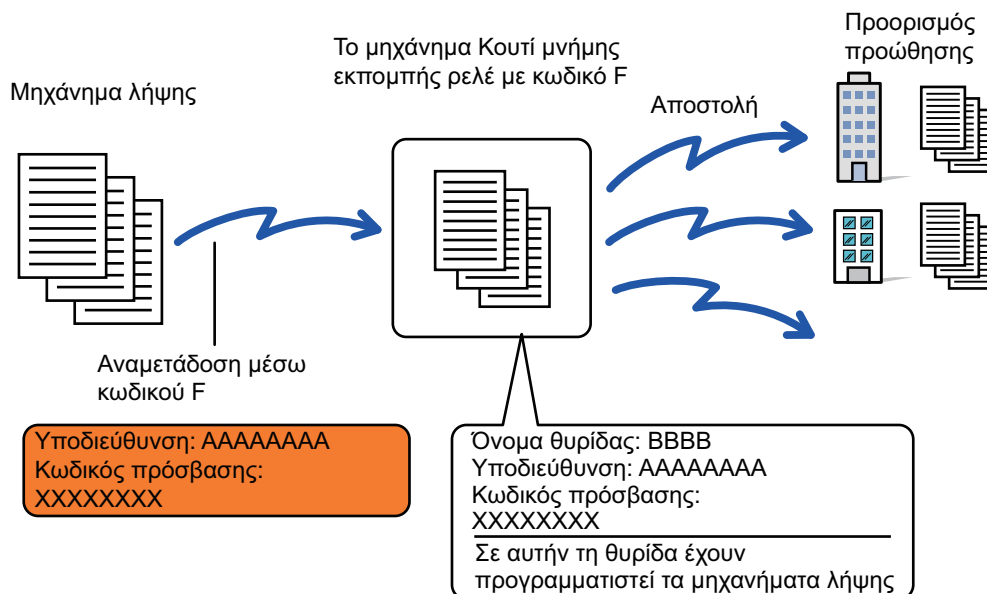 Μηχάνημα λήψης
Το μηχάνημα Κουτί μνήμης
εκπομπής ρελέ με κωδικό F
Αποστολή
Προορισμός
προώθησης
Αναμετάδοση μέσω
κωδικού F
Υποδιεύθυνση: AAAAAAAA
Κωδικός πρόσβασης:
XXXXXXXX
Όνομα θυρίδας: BBBB
Υποδιεύθυνση: AAAAAAAA
Κωδικός πρόσβασης:
XXXXXXXX
Σε αυτήν τη θυρίδα έχουν
προγραμματιστεί τα μηχανήματα λήψης